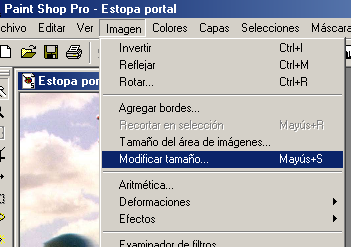 Paint Shop Pro - Estopa portal
chivo Editar Ver Imagen Colores Capas Selecciones Máscara
Estopa po
Invertir Ctrl+I
Reflejar Ctrl+M
Rotar... Ctrl+R
Agregar bordes...
Recortar en selección Mayús+R
Tamaño del área de imágenes...
Modificar tamaño... Mayús+S
Aritmética...
Deformaciones
Efectos
Examinador de filtros